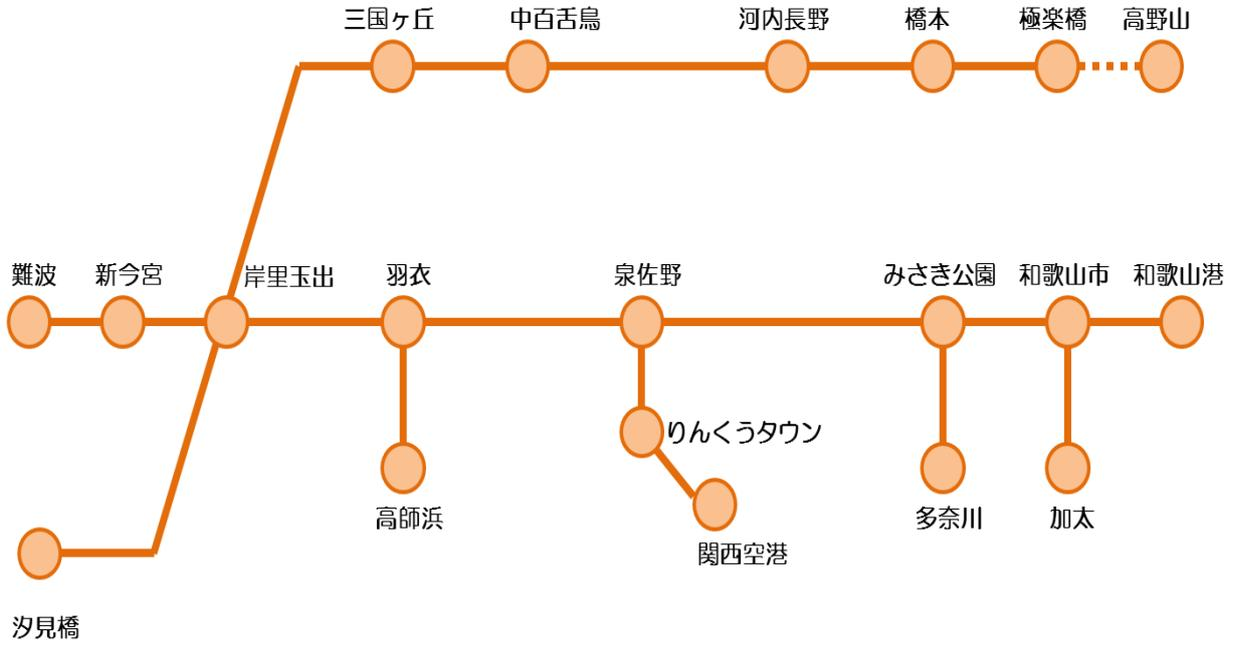 三国ヶ丘
中百舌鳥
河内長野
橋本
極楽橋
高野山
難波
新今宮
岸里玉出
羽衣
泉佐野
みさき公園
和歌山市
和歌山港
りんくうタウン
高師浜
多奈川
加太
関西空港
汐見橋